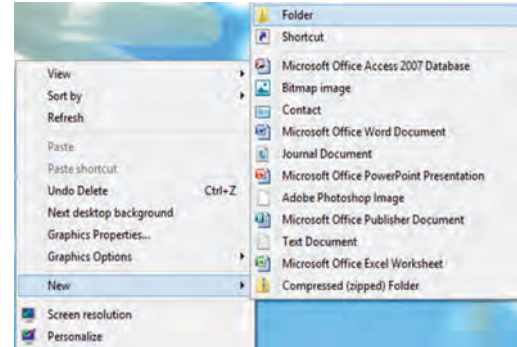 View
Sort by
Refresh
Paste
Paste shortcut
Undo Delete Ctrl+Z
Next desktop background
Graphics Properties...
Graphics Options
New
Screen resolution
Personalize
Folder
Shortcut
Microsoft Office Access 2007 Database
Bitmap image
Contact
Microsoft Office Word Document
Journal Document
Microsoft Office PowerPoint Presentation
Adobe Photoshop Image
Microsoft Office Publisher Document
Text Document
Microsoft Office Excel Worksheet
Compressed (zipped) Folder